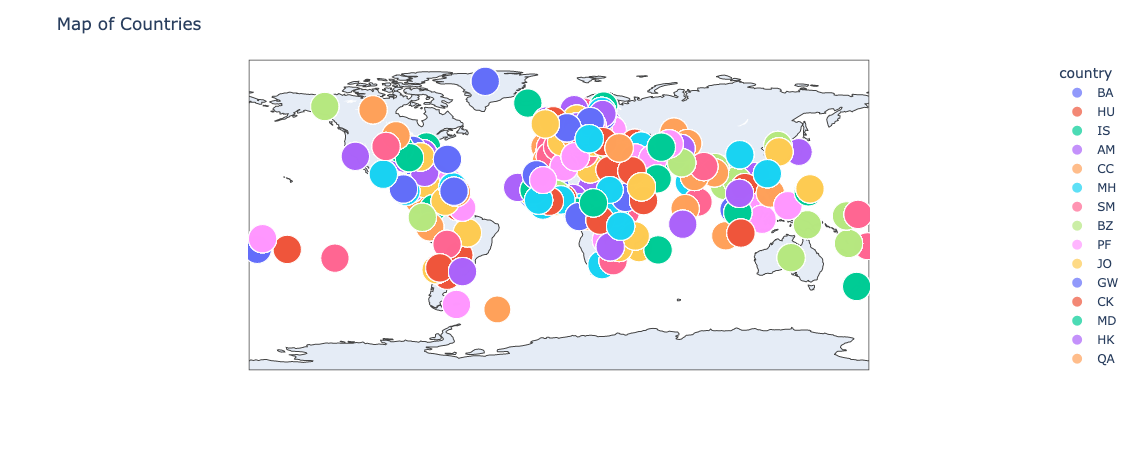 Map of Countries
country
BA
HU
IS
AM
CC
MH
SM
BZ
PF
JO
GW
CK
MD
HK
QA